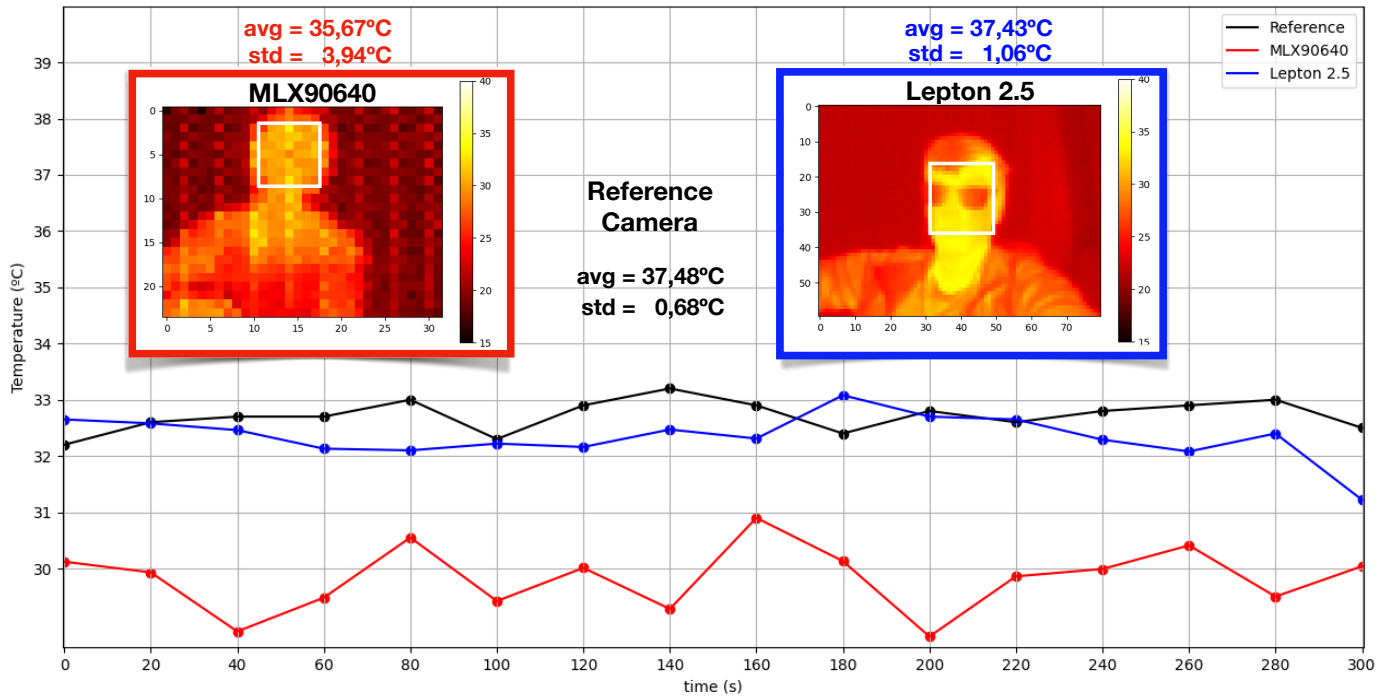 avg = 35,67ºC
std = 3,94ºC
avg = 37,43ºC
std = 1,06ºC
Reference
MLX90640
Lepton 2.5
MLX90640
40
35
30
25
20
15
0
5
10
15
20
0 5 10 15 20 25 30
Reference
Camera
avg = 37,48ºC
std = 0,68ºC
Lepton 2.5
40
35
30
25
20
15
0
10
20
30
40
50
0 10 20 30 40 50 60 70
Temperature (ºC)
39
38
37
36
35
34
33
32
31
30
0 20 40 60 80 100 120 140 160 180 200 220 240 260 280 300
time (s)